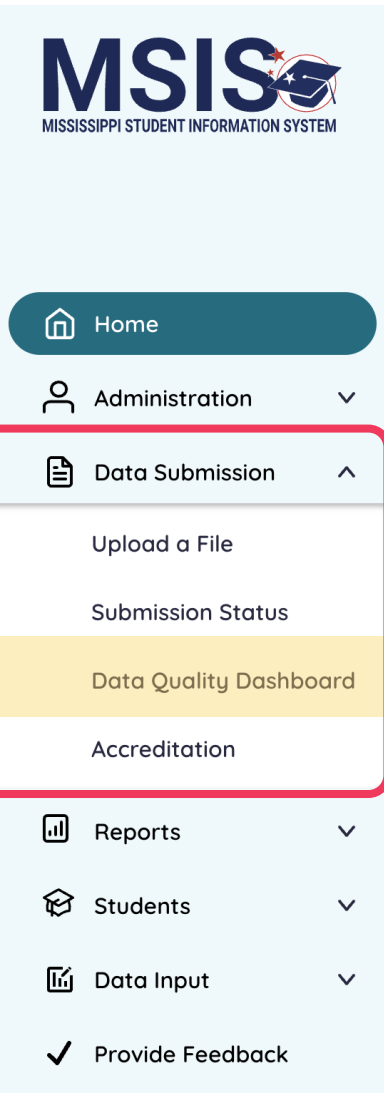 MSIS
MISSISSIPPI STUDENT INFORMATION SYSTEM
Home
Administration
Data Submission
Upload a File
Submission Status
Data Quality Dashboard
Accreditation
Reports
Students
Data Input
Provide Feedback